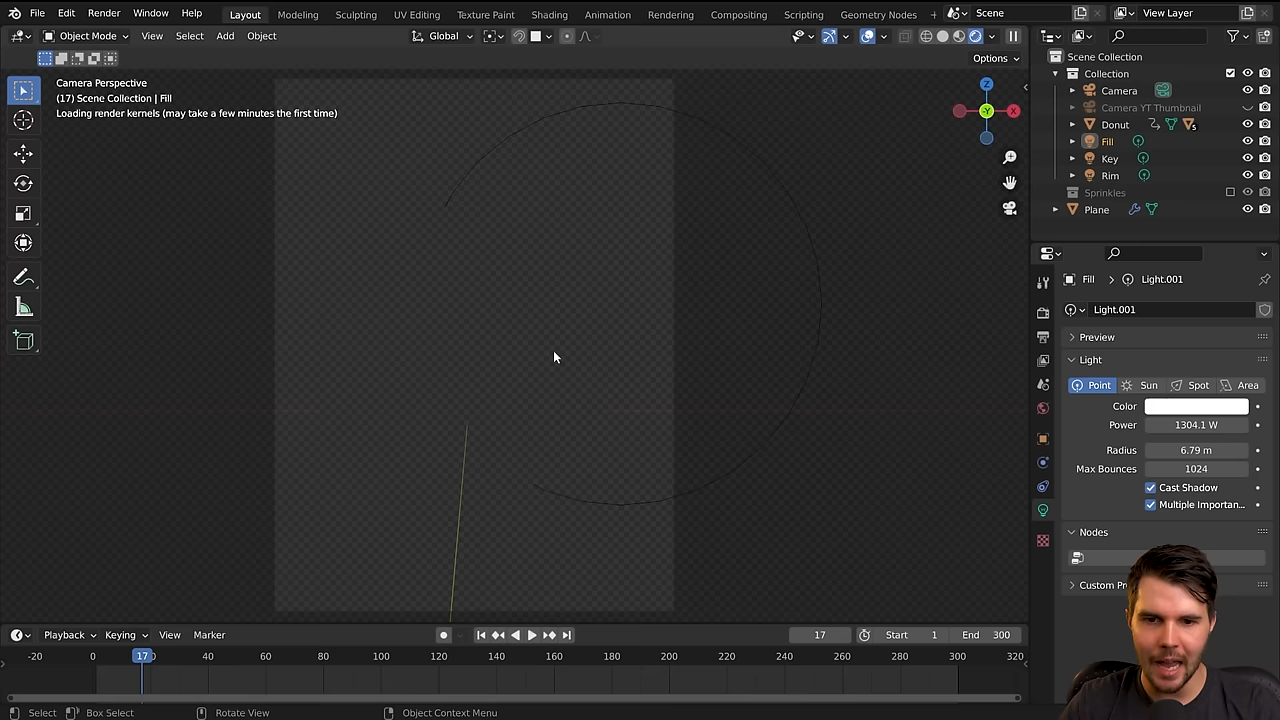 File Edit Render Window Help Layout Modeling Sculpting UV Editing Texture Paint Shading Animation Rendering Compositing Scripting Geometry Nodes + Scene View Layer
Object Mode View Select Add Object Global
Options
Camera Perspective
(17) Scene Collection | Fill
Loading render kernels (may take a few minutes the first time)
Z
-Y
X
Scene Collection
Collection
Camera
Camera YT Thumbnail
Donut 5
Fill
Key
Rim
Sprinkles
Plane
Fill > Light.001
Light.001
Preview
Light
Point Sun Spot Area
Color
Power 1304.1 W
Radius 6.79 m
Max Bounces 1024
Cast Shadow
Multiple Importan...
Nodes
Custom Pr
Playback Keying View Marker 17 Start 1 End 300
-20 0 17 40 60 80 100 120 140 160 180 200 220 240 260 280 300 320
Select Box Select Rotate View Object Context Menu